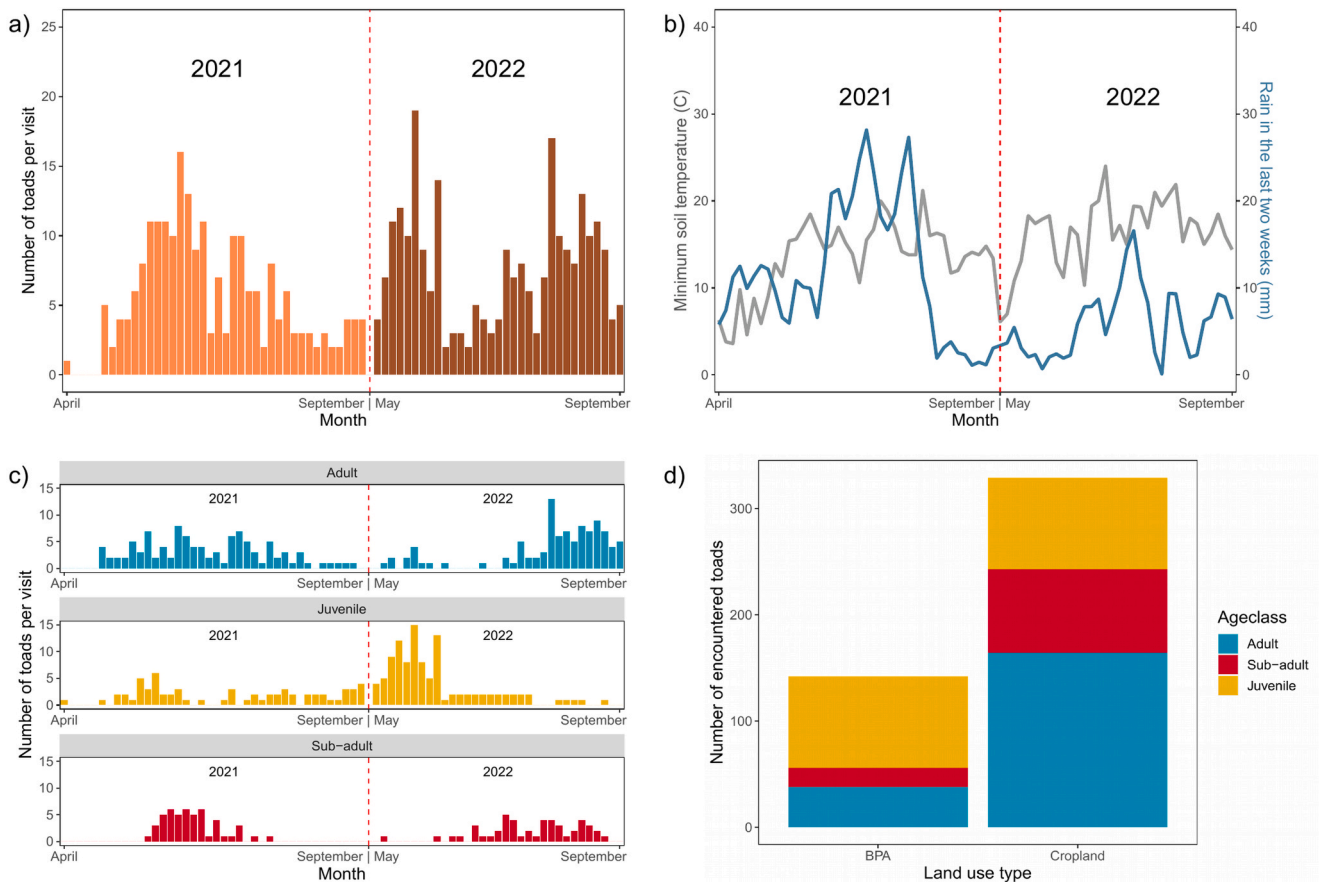 a)
Number of toads per visit
25
20
15
10
5
0
2021
2022
April
September | May
September
Month
b)
Minimum soil temperature (C)
40
30
20
10
0
2021
2022
40
30
20
10
0
Rain in the last two weeks (mm)
April
September | May
September
Month
c)
Number of toads per visit
Adult
15
10
5
0
2021
2022
April
September | May
September
Juvenile
15
10
5
0
2021
2022
April
September | May
September
Sub−adult
15
10
5
0
2021
2022
April
September | May
September
Month
d)
Number of encountered toads
300
200
100
0
BPA
Cropland
Land use type
Ageclass
Adult
Sub−adult
Juvenile